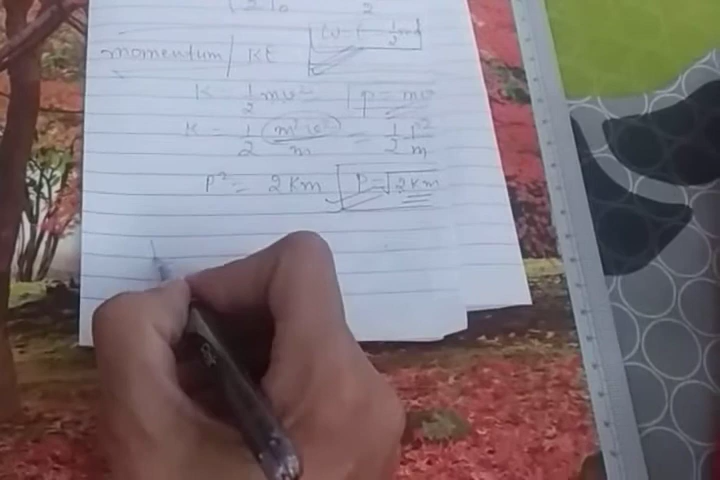 momentum / KE
K = 1/2 mv² | p = mv
K = 1/2 m²v²/m = 1/2 p²/m
p² = 2Km p = √2Km